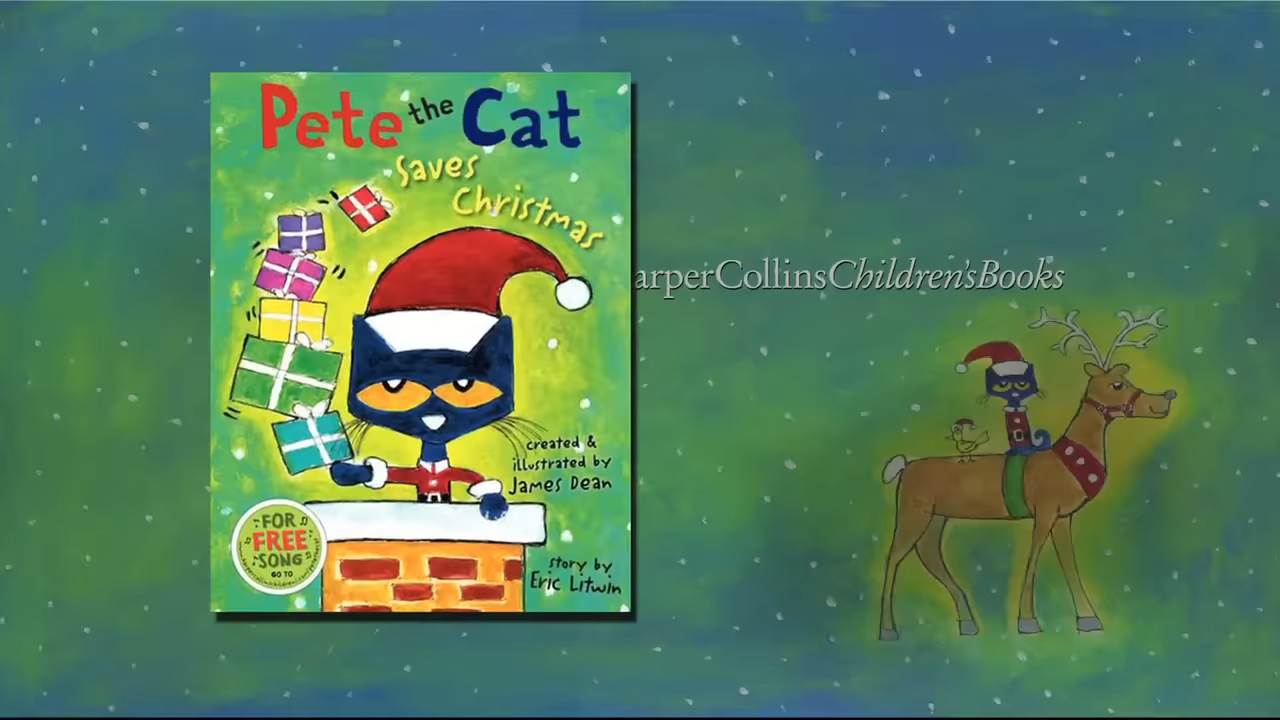 Pete the Cat
Saves
Christmas
arperCollinsChildren'sBooks
created &
illustrated by
James Dean
FOR
FREE
SONG
GO TO
story by
Eric Litwin